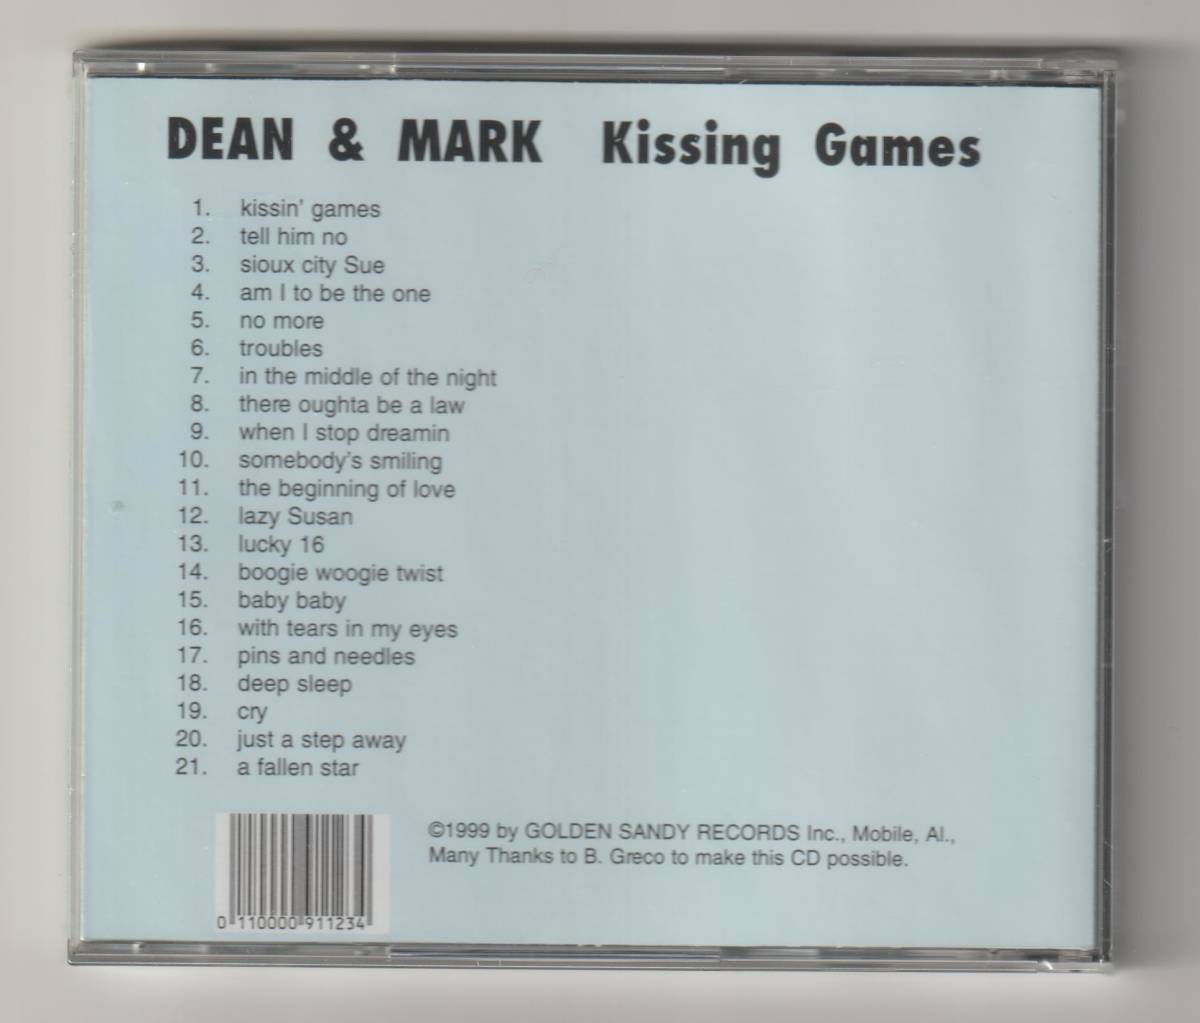 DEAN & MARK Kissing Games
1. kissin' games
2. tell him no
3. sioux city Sue
4. am I to be the one
5. no more
6. troubles
7. in the middle of the night
8. there oughta be a law
9. when I stop dreamin
10. somebody's smiling
11. the beginning of love
12. lazy Susan
13. lucky 16
14. boogie woogie twist
15. baby baby
16. with tears in my eyes
17. pins and needles
18. deep sleep
19. cry
20. just a step away
21. a fallen star
©1999 by GOLDEN SANDY RECORDS Inc., Mobile, Al.,
Many Thanks to B. Greco to make this CD possible.
0 110000 911234